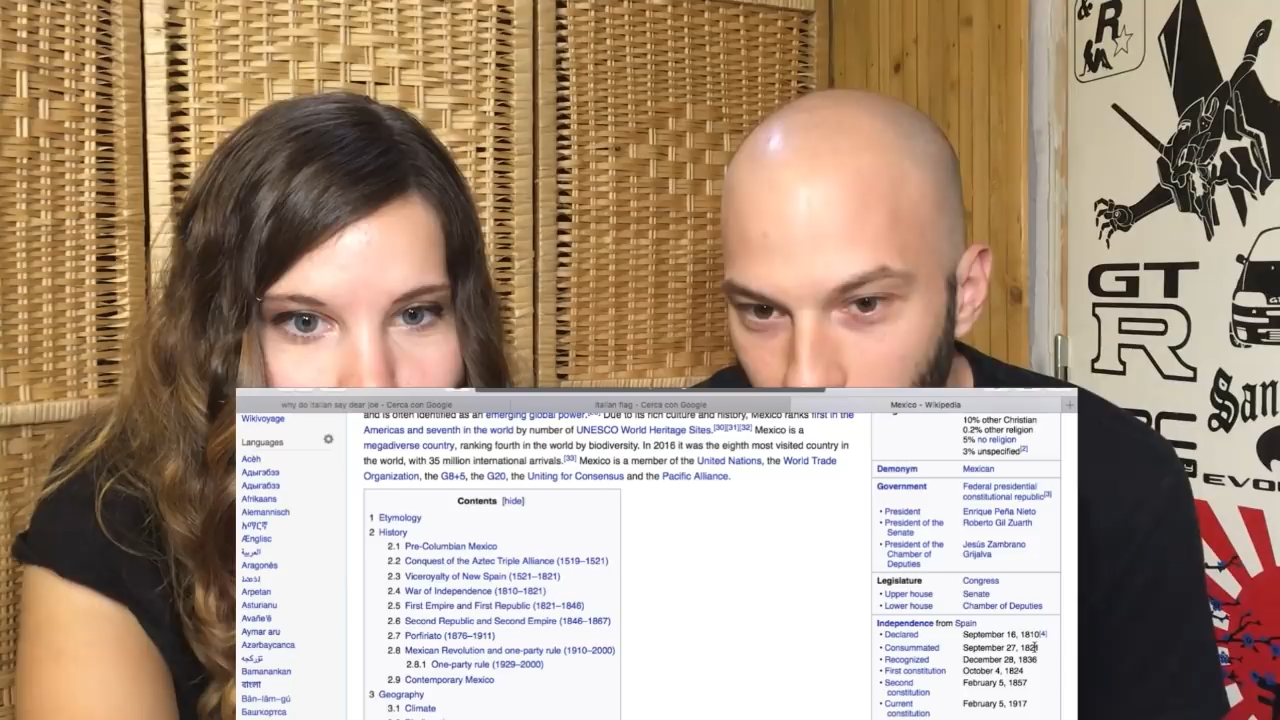 & R
M
GT
R
San
EVO
why do italian say dear joe - Cerca con Google
Italian flag - Cerca con Google
Mexico - Wikipedia
Wikivoyage
Languages
Acèh
Адыгэбзэ
Адыгабзэ
Afrikaans
Alemannisch
አማርኛ
Ænglisc
العربية
Aragonés
Arpetan
Asturianu
Avañe'ẽ
Aymar aru
Azərbaycanca
تۆرکجه
Bamanankan
বাংলা
Bân-lâm-gú
Башкортса
and is often identified as an emerging global power. Due to its rich culture and history, Mexico ranks first in the
Americas and seventh in the world by number of UNESCO World Heritage Sites.[30][31][32] Mexico is a
megadiverse country, ranking fourth in the world by biodiversity. In 2016 it was the eighth most visited country in
the world, with 35 million international arrivals.[33] Mexico is a member of the United Nations, the World Trade
Organization, the G8+5, the G20, the Uniting for Consensus and the Pacific Alliance.
Contents [hide]
1 Etymology
2 History
2.1 Pre-Columbian Mexico
2.2 Conquest of the Aztec Triple Alliance (1519–1521)
2.3 Viceroyalty of New Spain (1521–1821)
2.4 War of Independence (1810–1821)
2.5 First Empire and First Republic (1821–1846)
2.6 Second Republic and Second Empire (1846–1867)
2.7 Porfiriato (1876–1911)
2.8 Mexican Revolution and one-party rule (1910–2000)
2.8.1 One-party rule (1929–2000)
2.9 Contemporary Mexico
3 Geography
3.1 Climate
10% other Christian
0.2% other religion
5% no religion
3% unspecified[2]
Demonym Mexican
Government Federal presidential
constitutional republic[3]
• President Enrique Peña Nieto
• President of the Roberto Gil Zuarth
Senate
• President of the Jesús Zambrano
Chamber of Grijalva
Deputies
Legislature Congress
• Upper house Senate
• Lower house Chamber of Deputies
Independence from Spain
• Declared September 16, 1810[4]
• Consummated September 27, 1821
• Recognized December 28, 1836
• First constitution October 4, 1824
• Second February 5, 1857
constitution
• Current February 5, 1917
constitution